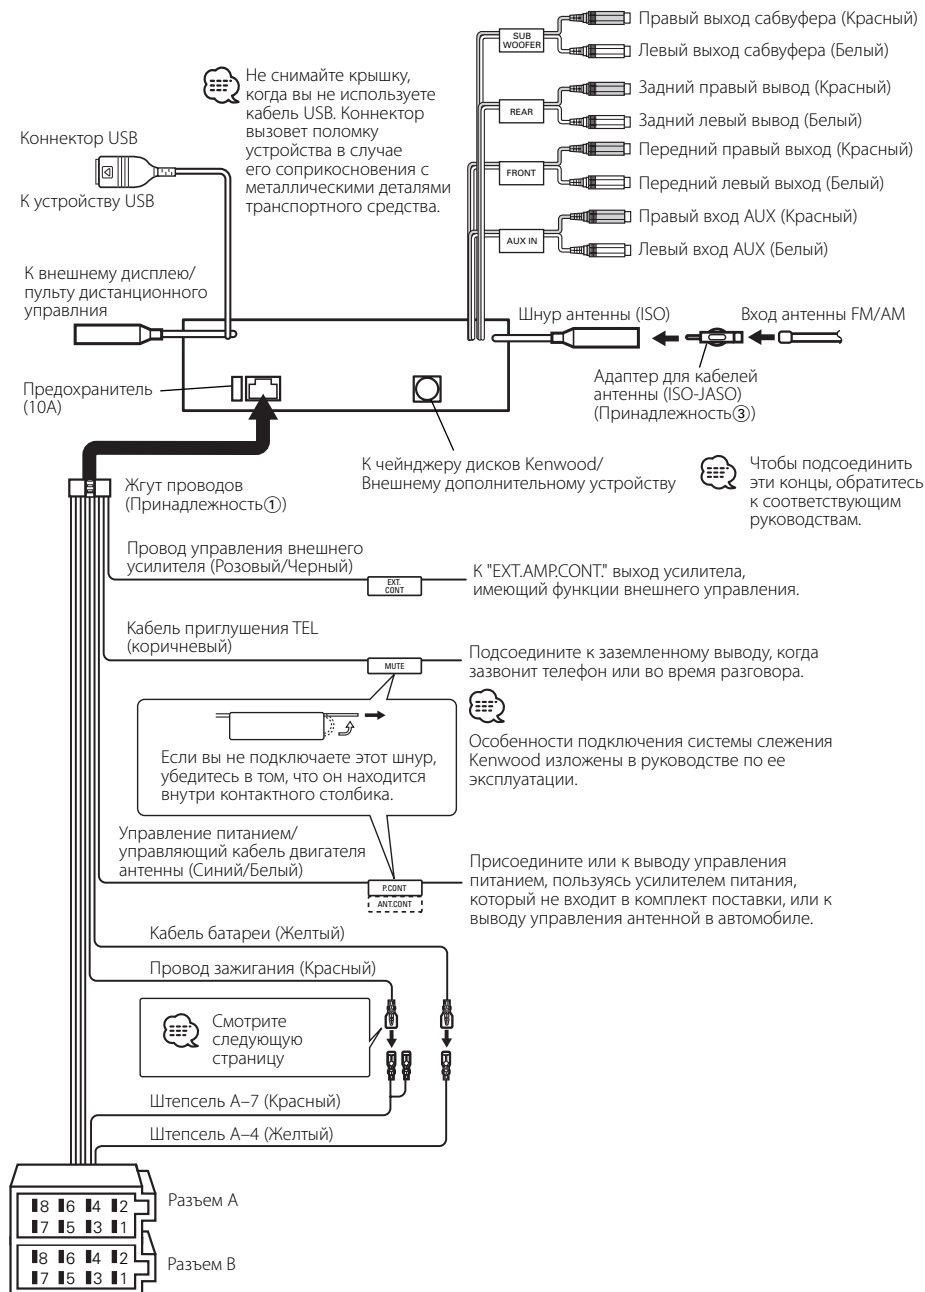 SUB
WOOFER
Правый выход сабвуфера (Красный)
Левый выход сабвуфера (Белый)
REAR
Задний правый вывод (Красный)
Задний левый вывод (Белый)
FRONT
Передний правый выход (Красный)
Передний левый выход (Белый)
AUX IN
Правый вход AUX (Красный)
Левый вход AUX (Белый)
Не снимайте крышку,
когда вы не используете
кабель USB. Коннектор
вызовет поломку
устройства в случае
его соприкосновения с
металлическими деталями
транспортного средства.
Коннектор USB
К устройству USB
К внешнему дисплею/
пульту дистанционного
управлния
Шнур антенны (ISO)
Вход антенны FM/AM
Адаптер для кабелей
антенны (ISO-JASO)
(Принадлежность③)
Предохранитель
(10A)
К чейнджеру дисков Kenwood/
Внешнему дополнительному устройству
Чтобы подсоединить
эти концы, обратитесь
к соответствующим
руководствам.
Жгут проводов
(Принадлежность①)
Провод управления внешнего
усилителя (Розовый/Черный)
EXT.
CONT
К "EXT.AMP.CONT." выход усилитела,
имеющий функции внешнего управления.
Кабель приглушения TEL
(коричневый)
MUTE
Подсоедините к заземленному выводу, когда
зазвонит телефон или во время разговора.
Если вы не подключаете этот шнур,
убедитесь в том, что он находится
внутри контактного столбика.
Особенности подключения системы слежения
Kenwood изложены в руководстве по ее
эксплуатации.
Управление питанием/
управляющий кабель двигателя
антенны (Синий/Белый)
P.CONT
ANT.CONT
Присоедините или к выводу управления
питанием, пользуясь усилителем питания,
который не входит в комплект поставки, или к
выводу управления антенной в автомобиле.
Кабель батареи (Желтый)
Провод зажигания (Красный)
Смотрите
следующую
страницу
Штепсель A–7 (Красный)
Штепсель A–4 (Желтый)
8 6 4 2
7 5 3 1
Разъем A
8 6 4 2
7 5 3 1
Разъем B